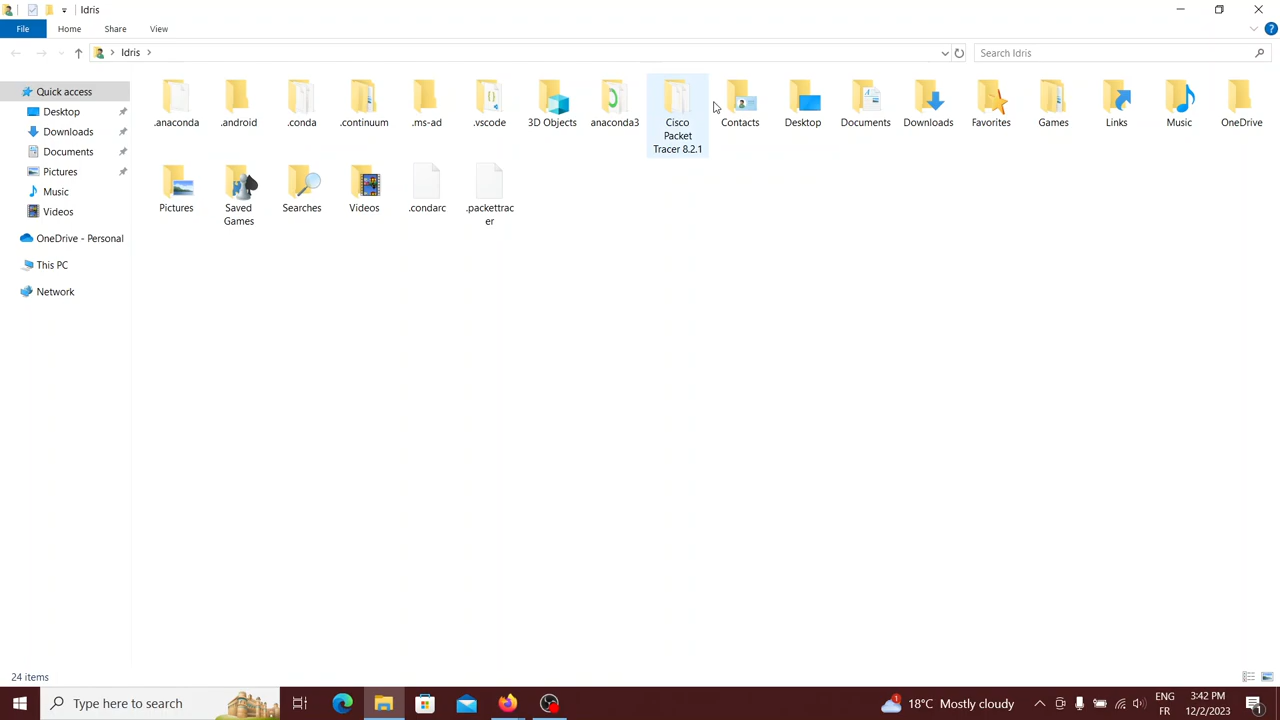 Idris
File Home Share View
Idris
Search Idris
Quick access
Desktop
Downloads
Documents
Pictures
Music
Videos
OneDrive - Personal
This PC
Network
.anaconda
.android
.conda
.continuum
.ms-ad
.vscode
3D Objects
anaconda3
Cisco
Packet
Tracer 8.2.1
Contacts
Desktop
Documents
Downloads
Favorites
Games
Links
Music
OneDrive
Pictures
Saved
Games
Searches
Videos
.condarc
.packettrac
er
24 items
Type here to search
1
18°C Mostly cloudy
ENG
FR
3:42 PM
12/2/2023
1